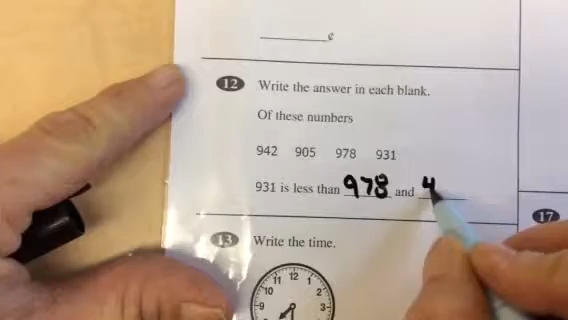 ¢
12 Write the answer in each blank.
Of these numbers
942 905 978 931
931 is less than 978 and 4
17
13 Write the time.
11 12 1
10 2
9 3